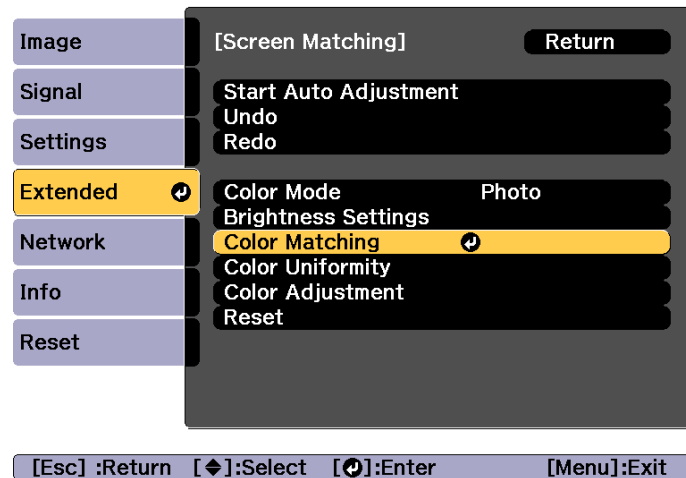 Image
Signal
Settings
Extended
Network
Info
Reset
[Screen Matching] Return
Start Auto Adjustment
Undo
Redo
Color Mode Photo
Brightness Settings
Color Matching
Color Uniformity
Color Adjustment
Reset
[Esc] :Return [◆]:Select [↵]:Enter [Menu]:Exit